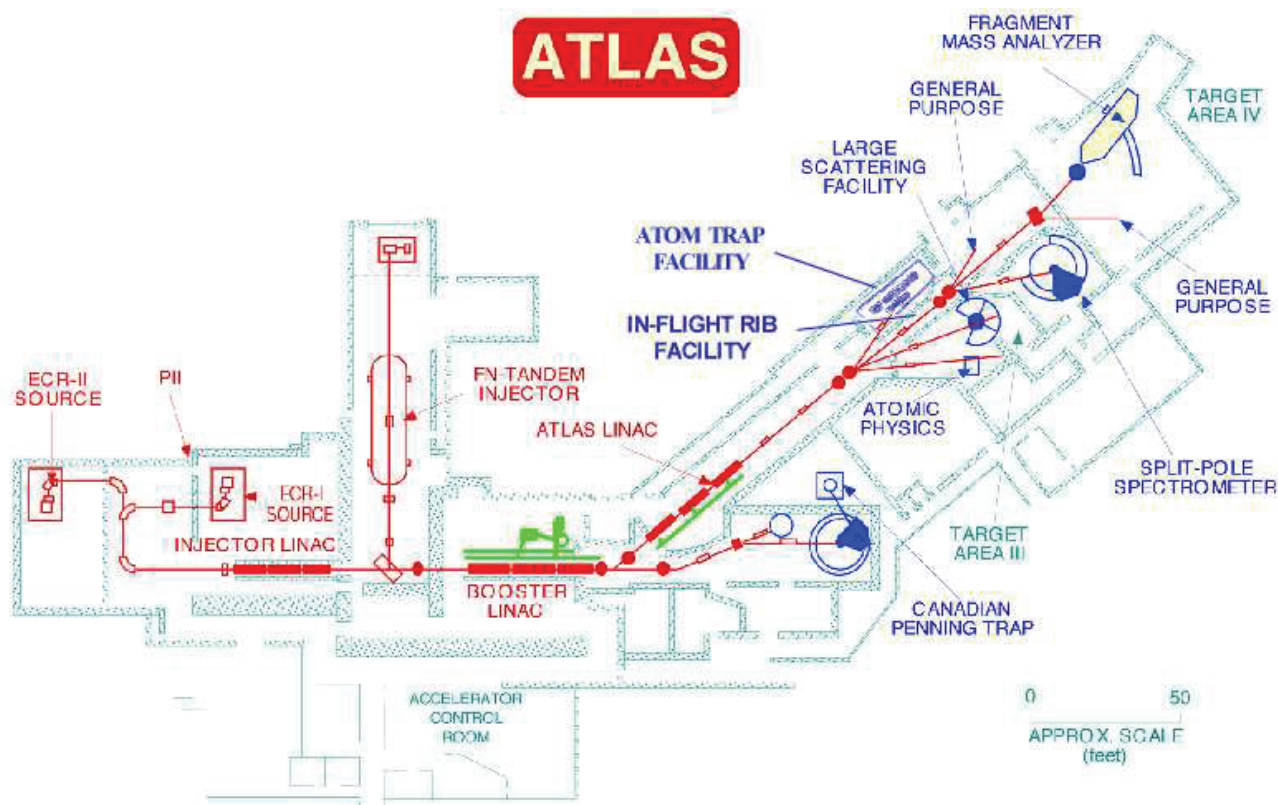 ATLAS
FRAGMENT
MASS ANALYZER
GENERAL
PURPOSE
TARGET
AREA IV
LARGE
SCATTERING
FACILITY
ATOM TRAP
FACILITY
GENERAL
PURPOSE
IN-FLIGHT RIB
FACILITY
ECR-II
SOURCE
PII
FN-TANDEM
INJECTOR
ATOMIC
PHYSICS
ATLAS LINAC
SPLIT-POLE
SPECTROMETER
ECR-I
SOURCE
TARGET
AREA III
INJECTOR LINAC
BOOSTER
LINAC
CANADIAN
PENNING TRAP
ACCELERATOR
CONTROL
ROOM
0 50
APPROX. SCALE
(feet)